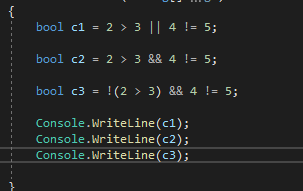 {
bool c1 = 2 > 3 || 4 != 5;
bool c2 = 2 > 3 && 4 != 5;
bool c3 = !(2 > 3) && 4 != 5;
Console.WriteLine(c1);
Console.WriteLine(c2);
Console.WriteLine(c3);
}